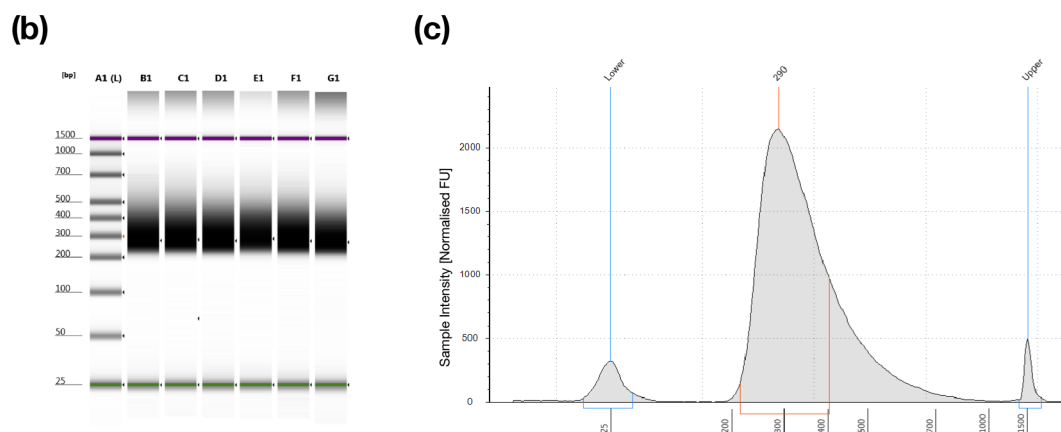 (b)
[bp] A1 (L) B1 C1 D1 E1 F1 G1
1500
1000
700
500
400
300
200
100
50
25
(c)
Lower 290 Upper
Sample Intensity [Normalised FU]
2000
1500
1000
500
0
25 200 300 400 500 700 1000 1500